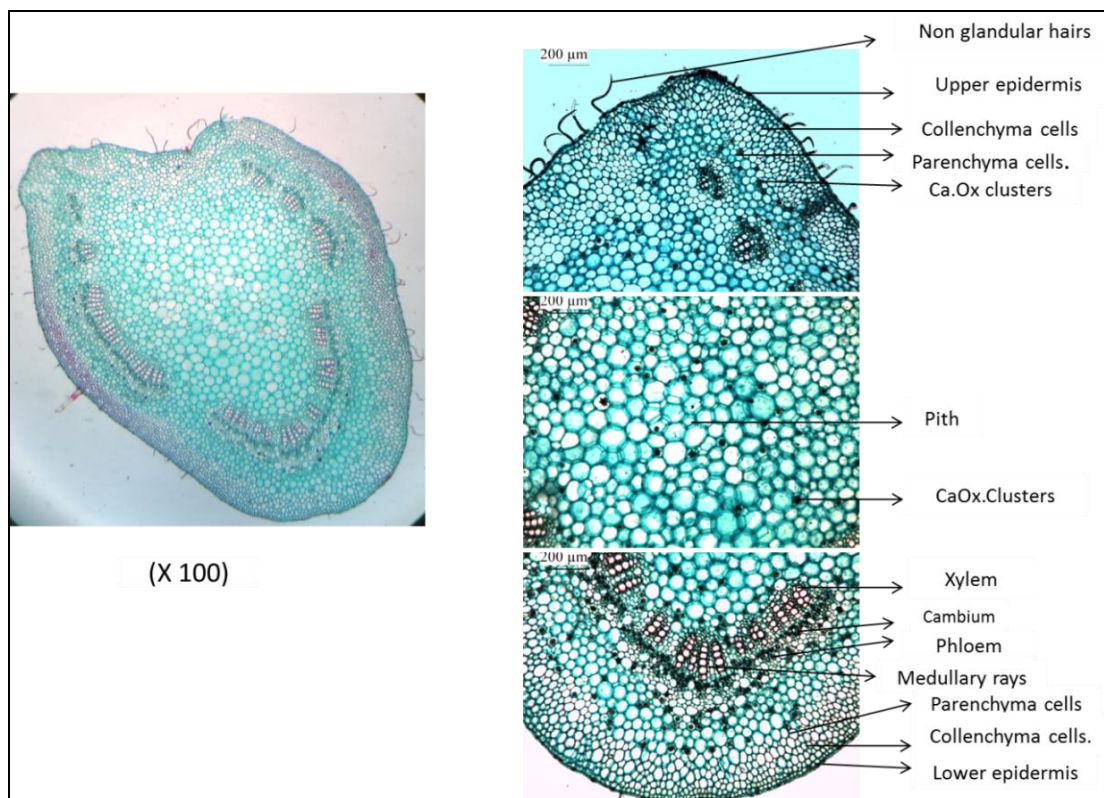 200 µm
Non glandular hairs
Upper epidermis
Collenchyma cells
Parenchyma cells.
Ca.Ox clusters
(X 100)
200 µm
Pith
CaOx.Clusters
200 µm
Xylem
Cambium
Phloem
Medullary rays
Parenchyma cells
Collenchyma cells.
Lower epidermis